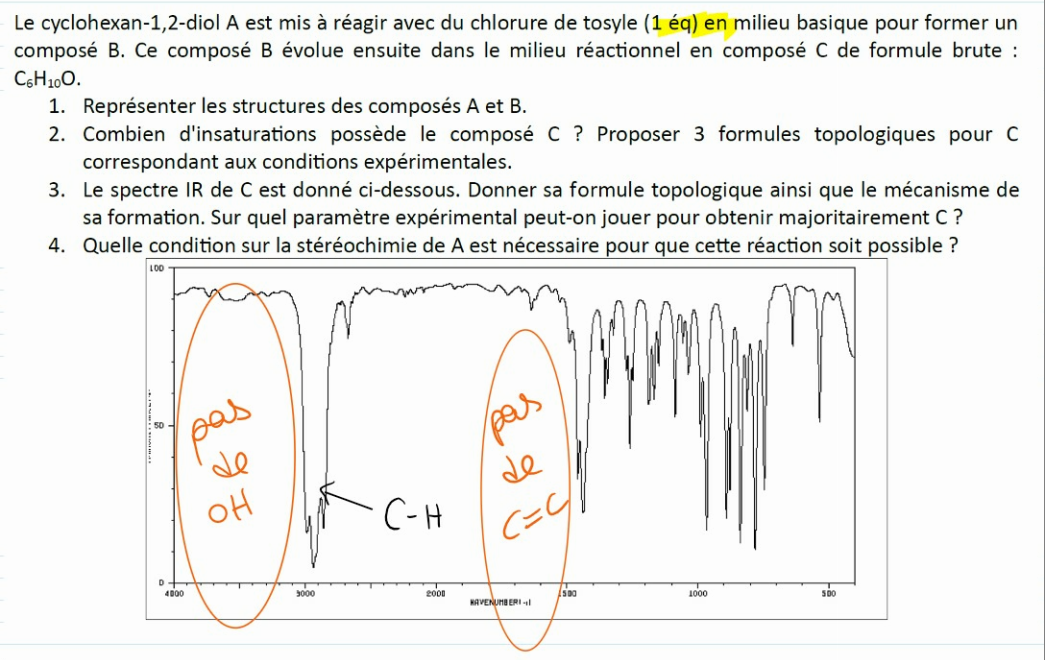 Le cyclohexan-1,2-diol A est mis à réagir avec du chlorure de tosyle (1 éq) en milieu basique pour former un
composé B. Ce composé B évolue ensuite dans le milieu réactionnel en composé C de formule brute :
C₆H₁₀O.
1. Représenter les structures des composés A et B.
2. Combien d'insaturations possède le composé C ? Proposer 3 formules topologiques pour C
correspondant aux conditions expérimentales.
3. Le spectre IR de C est donné ci-dessous. Donner sa formule topologique ainsi que le mécanisme de
sa formation. Sur quel paramètre expérimental peut-on jouer pour obtenir majoritairement C ?
4. Quelle condition sur la stéréochimie de A est nécessaire pour que cette réaction soit possible ?
100
50
0
pas
de
OH
C-H
pas
de
C=C
4000 3000 2000 1500 1000 500